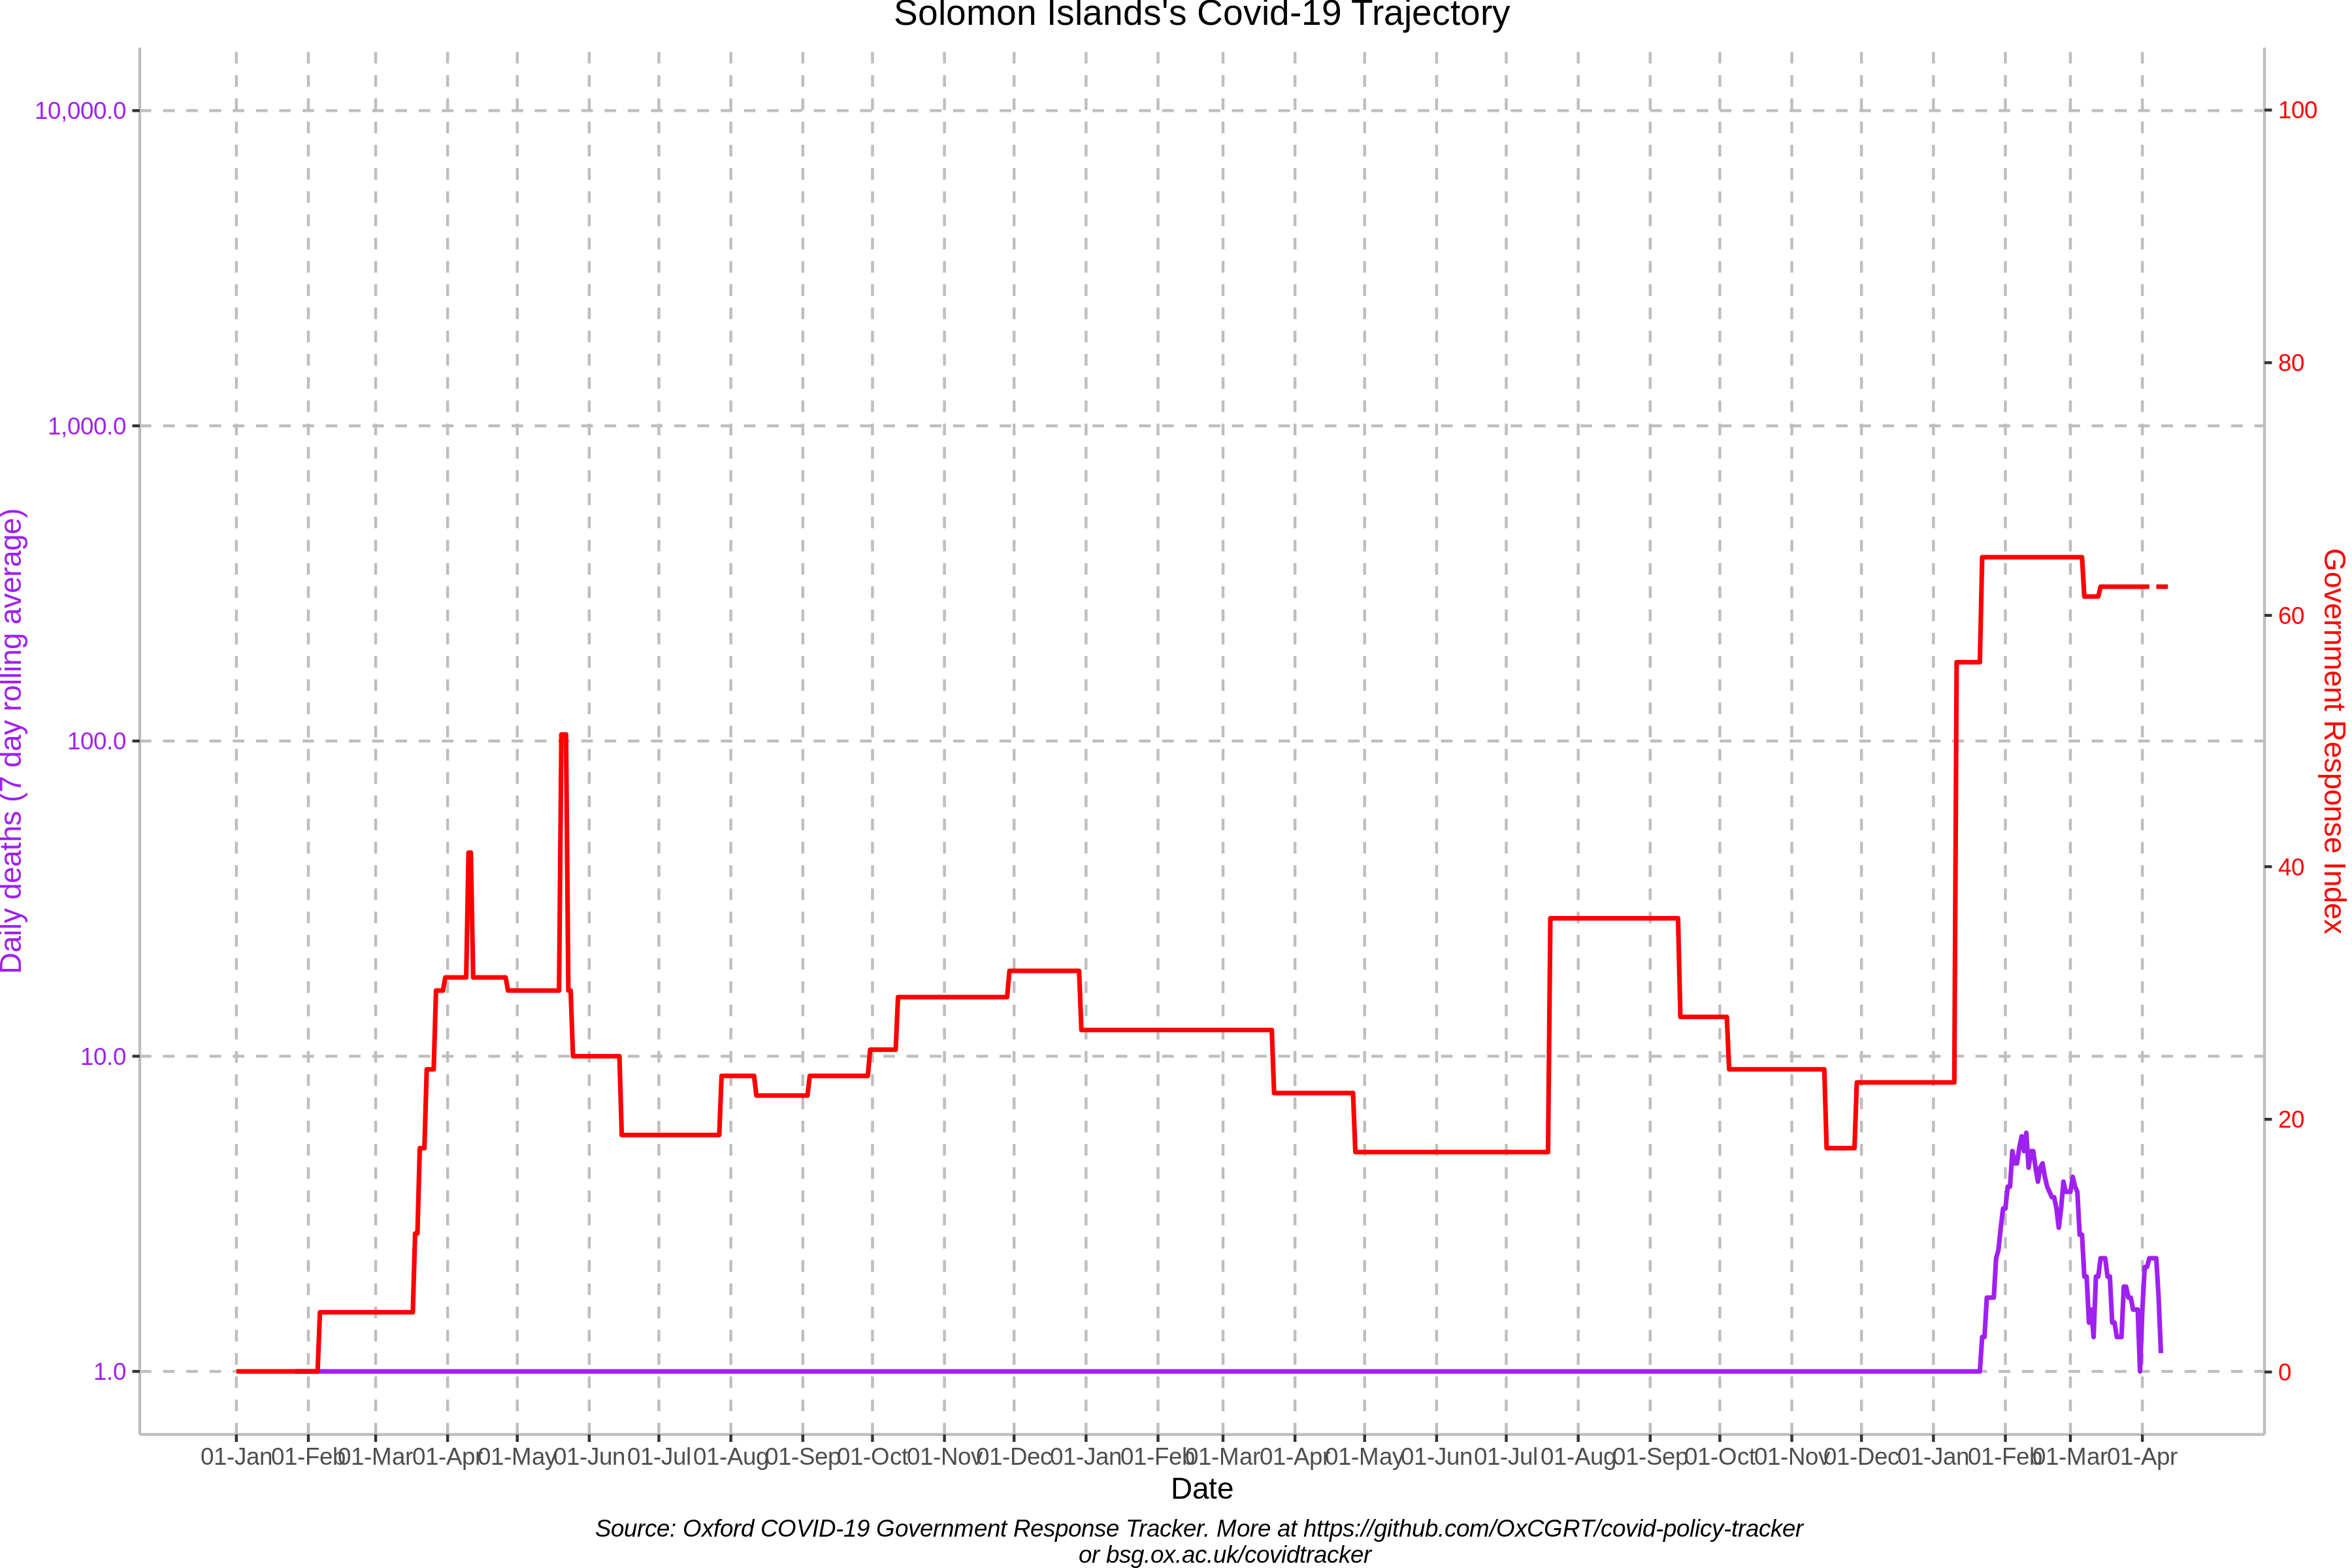 Solomon Islands's Covid-19 Trajectory
10,000.0
1,000.0
100.0
10.0
1.0
Daily deaths (7 day rolling average)
100
80
60
40
20
0
Government Response Index
01-Jan 01-Feb 01-Mar 01-Apr 01-May 01-Jun 01-Jul 01-Aug 01-Sep 01-Oct 01-Nov 01-Dec 01-Jan 01-Feb 01-Mar 01-Apr 01-May 01-Jun 01-Jul 01-Aug 01-Sep 01-Oct 01-Nov 01-Dec 01-Jan 01-Feb 01-Mar 01-Apr
Date
Source: Oxford COVID-19 Government Response Tracker. More at https://github.com/OxCGRT/covid-policy-tracker
or bsg.ox.ac.uk/covidtracker